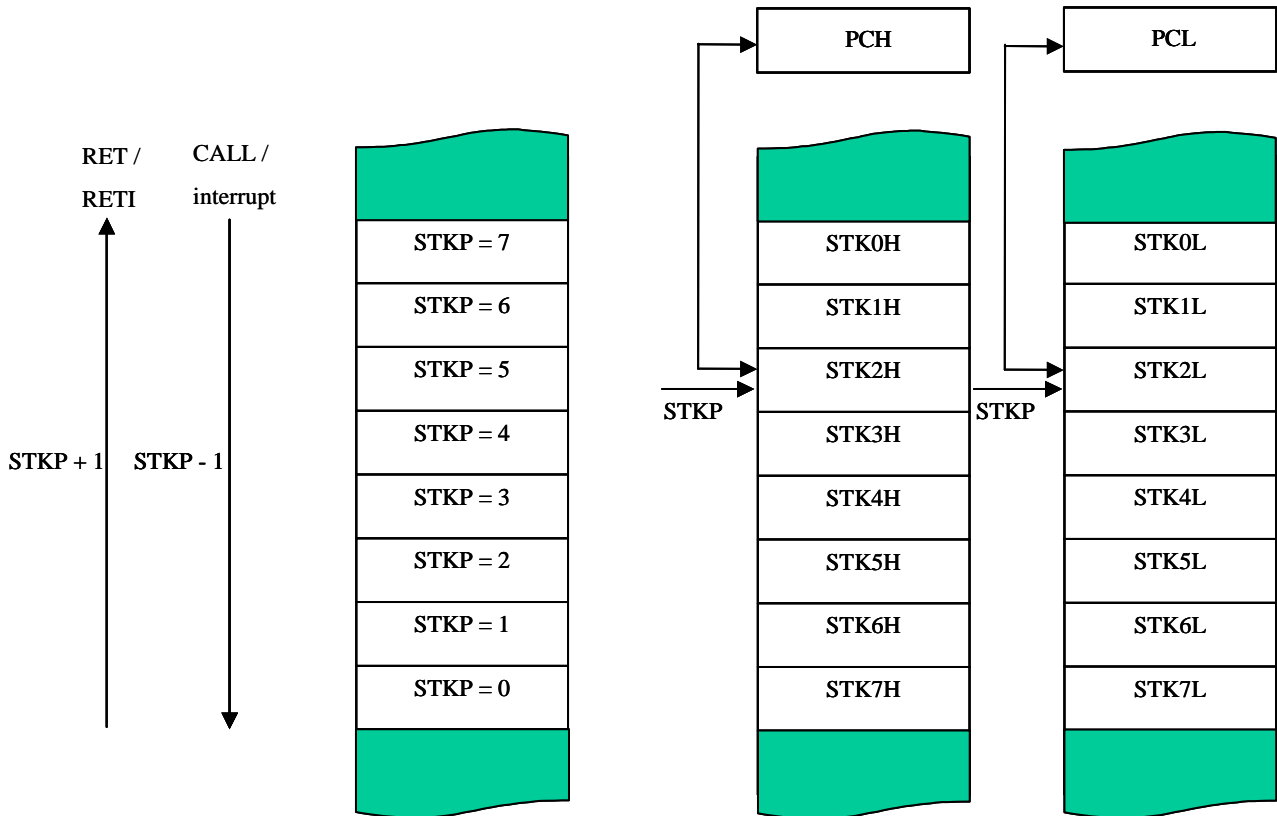 PCH
PCL
RET /
RETI
CALL /
interrupt
STKP + 1
STKP - 1
STKP = 7
STKP = 6
STKP = 5
STKP = 4
STKP = 3
STKP = 2
STKP = 1
STKP = 0
STKP
STK0H
STK1H
STK2H
STK3H
STK4H
STK5H
STK6H
STK7H
STKP
STK0L
STK1L
STK2L
STK3L
STK4L
STK5L
STK6L
STK7L